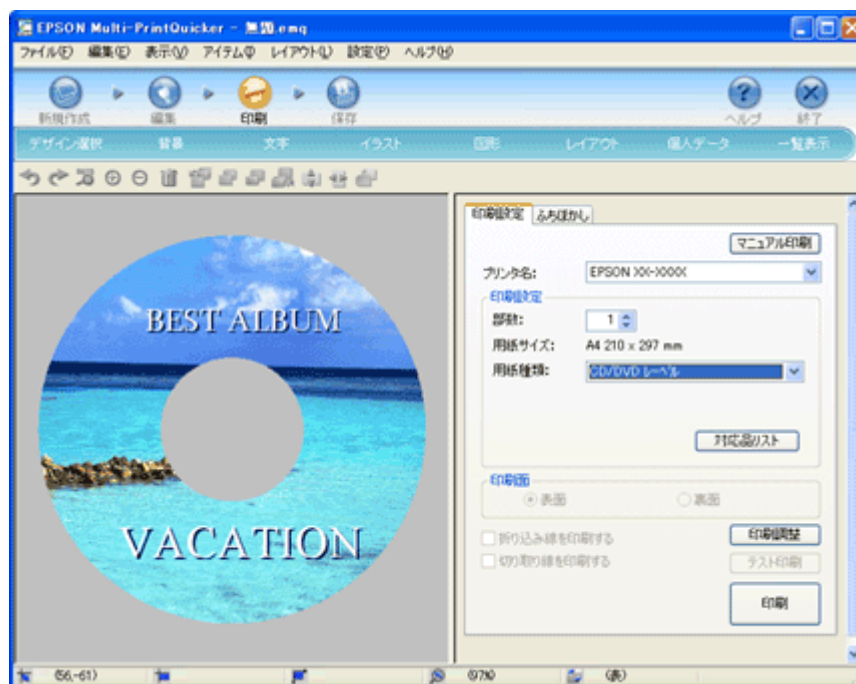 EPSON Multi-PrintQuicker - 無題.emq
ファイル(F) 編集(E) 表示(V) アイテム(I) レイアウト(L) 設定(P) ヘルプ(H)
新規作成 編集 印刷 保存 ヘルプ 終了
デザイン選択 背景 文字 イラスト 図形 レイアウト 個人データ 一覧表示
BEST ALBUM
VACATION
印刷設定 ふちぼかし
マニュアル印刷
プリンタ名: EPSON XX-XXXX
印刷設定
部数: 1
用紙サイズ: A4 210 x 297 mm
用紙種類: CD/DVD レーベル
対応品リスト
印刷面
表面 裏面
折り込み線を印刷する 印刷調整
切り取り線を印刷する テスト印刷
印刷
(56,-61) (97%) (表)